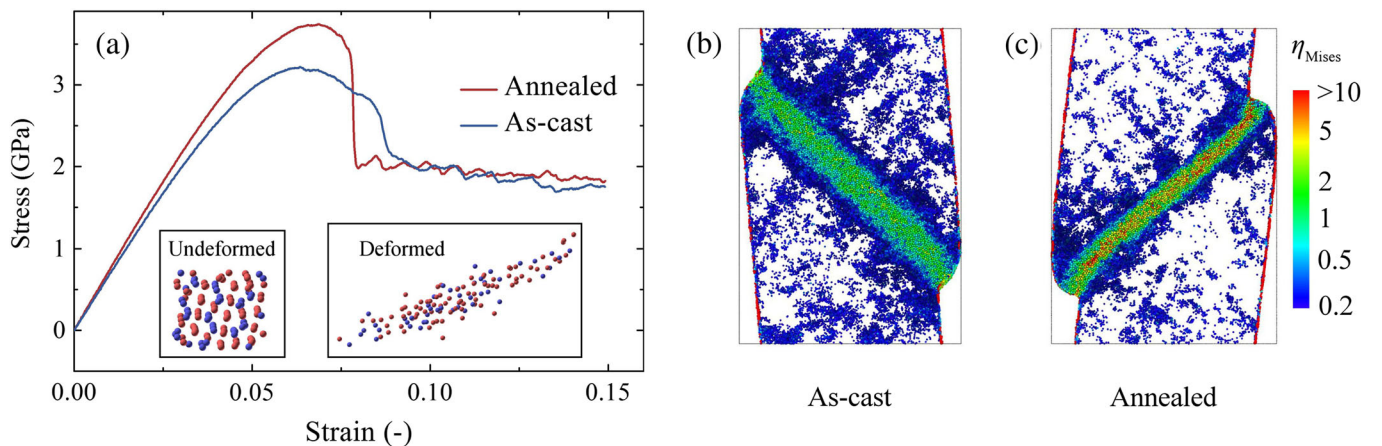 (a)
Stress (GPa)
3
2
1
0
Annealed
As-cast
Undeformed
Deformed
0.00
0.05
0.10
0.15
Strain (-)
(b)
As-cast
(c)
Annealed
ηMises
>10
5
2
1
0.5
0.2